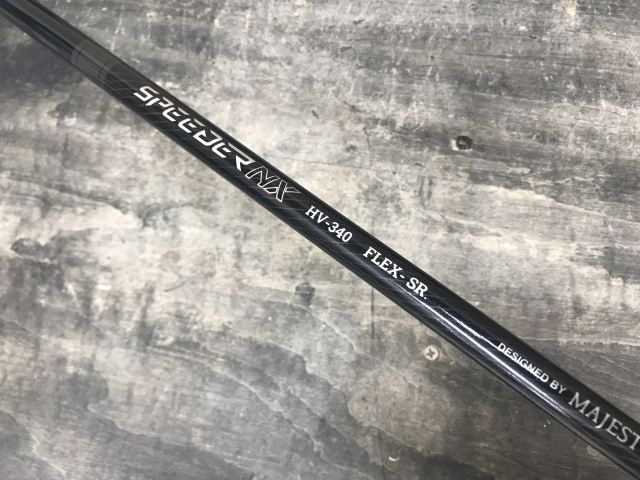 SPEEDER NX HV-340 FLEX- SR. DESIGNED BY MAJEST